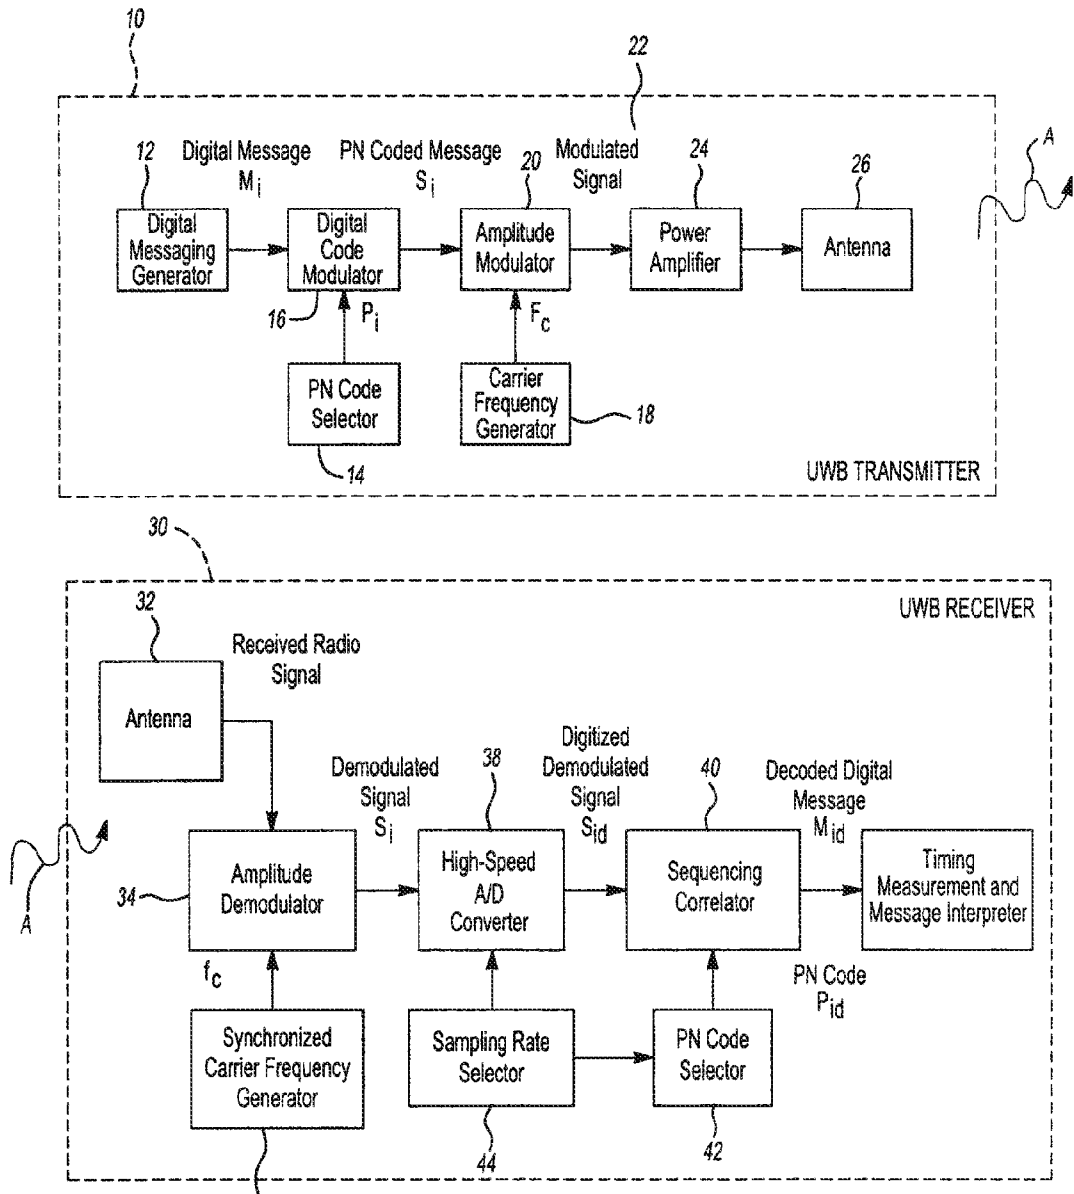 10
22
12
Digital Message
M_i
PN Coded Message
S_i
20
Modulated
Signal
24
26
A
Digital
Messaging
Generator
Digital
Code
Modulator
Amplitude
Modulator
Power
Amplifier
Antenna
16
P_i
F_c
PN Code
Selector
Carrier
Frequency
Generator
18
14
UWB TRANSMITTER
30
UWB RECEIVER
32
Received Radio
Signal
Antenna
Demodulated
Signal
S_i
38
Digitized
Demodulated
Signal
S_id
40
Decoded Digital
Message
M_id
A
34
Amplitude
Demodulator
High-Speed
A/D
Converter
Sequencing
Correlator
Timing
Measurement and
Message Interpreter
f_c
PN Code
P_id
Synchronized
Carrier Frequency
Generator
Sampling Rate
Selector
PN Code
Selector
44
42